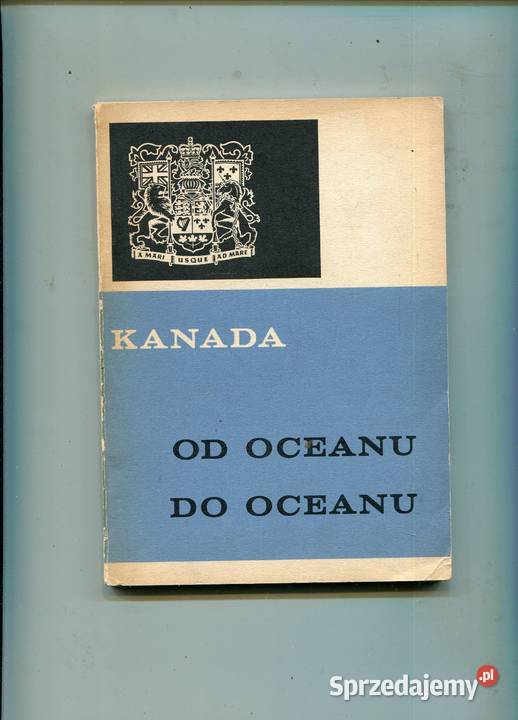 A MARI USQUE AD MARE
KANADA
OD OCEANU
DO OCEANU
Sprzedajemy.pl